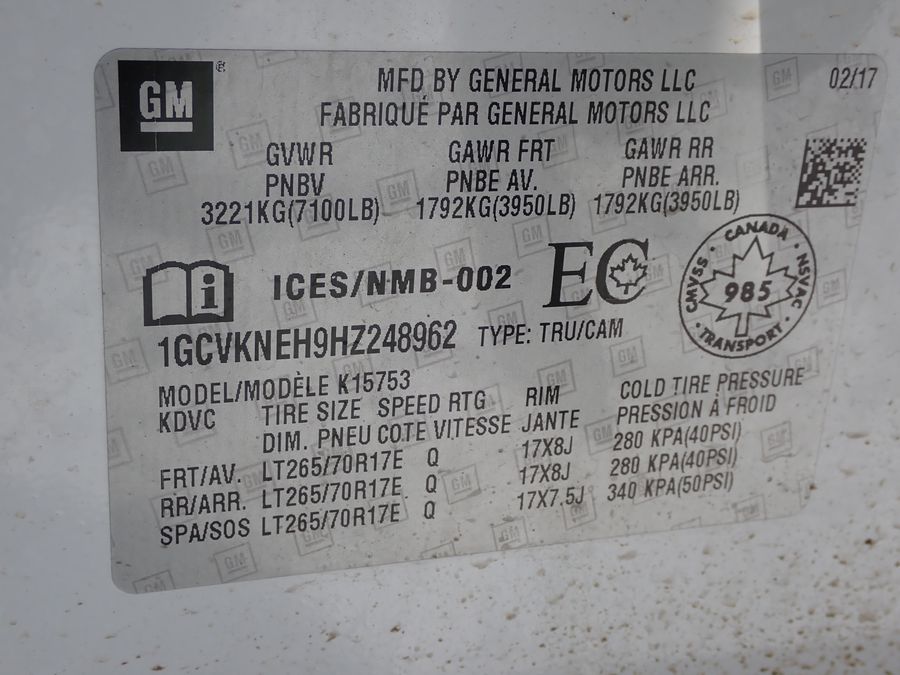 GM
MFD BY GENERAL MOTORS LLC 02/17
FABRIQUÉ PAR GENERAL MOTORS LLC
GVWR GAWR FRT GAWR RR
PNBV PNBE AV. PNBE ARR.
3221KG(7100LB) 1792KG(3950LB) 1792KG(3950LB)
ICES/NMB-002 EC
CANADA
CMVSS 985 NSVAC
TRANSPORT
1GCVKNEH9HZ248962 TYPE: TRU/CAM
MODEL/MODÈLE K15753
KDVC TIRE SIZE SPEED RTG RIM COLD TIRE PRESSURE
DIM. PNEU COTE VITESSE JANTE PRESSION À FROID
FRT/AV. LT265/70R17E Q 17X8J 280 KPA(40PSI)
RR/ARR. LT265/70R17E Q 17X8J 280 KPA(40PSI)
SPA/SOS LT265/70R17E Q 17X7.5J 340 KPA(50PSI)